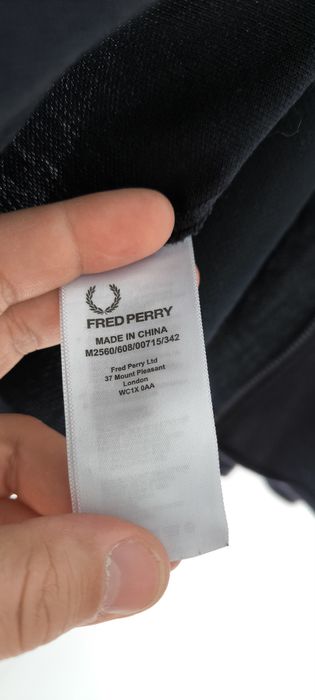 FRED PERRY
MADE IN CHINA
M2560/608/00715/342
Fred Perry Ltd
37 Mount Pleasant
London
WC1X 0AA